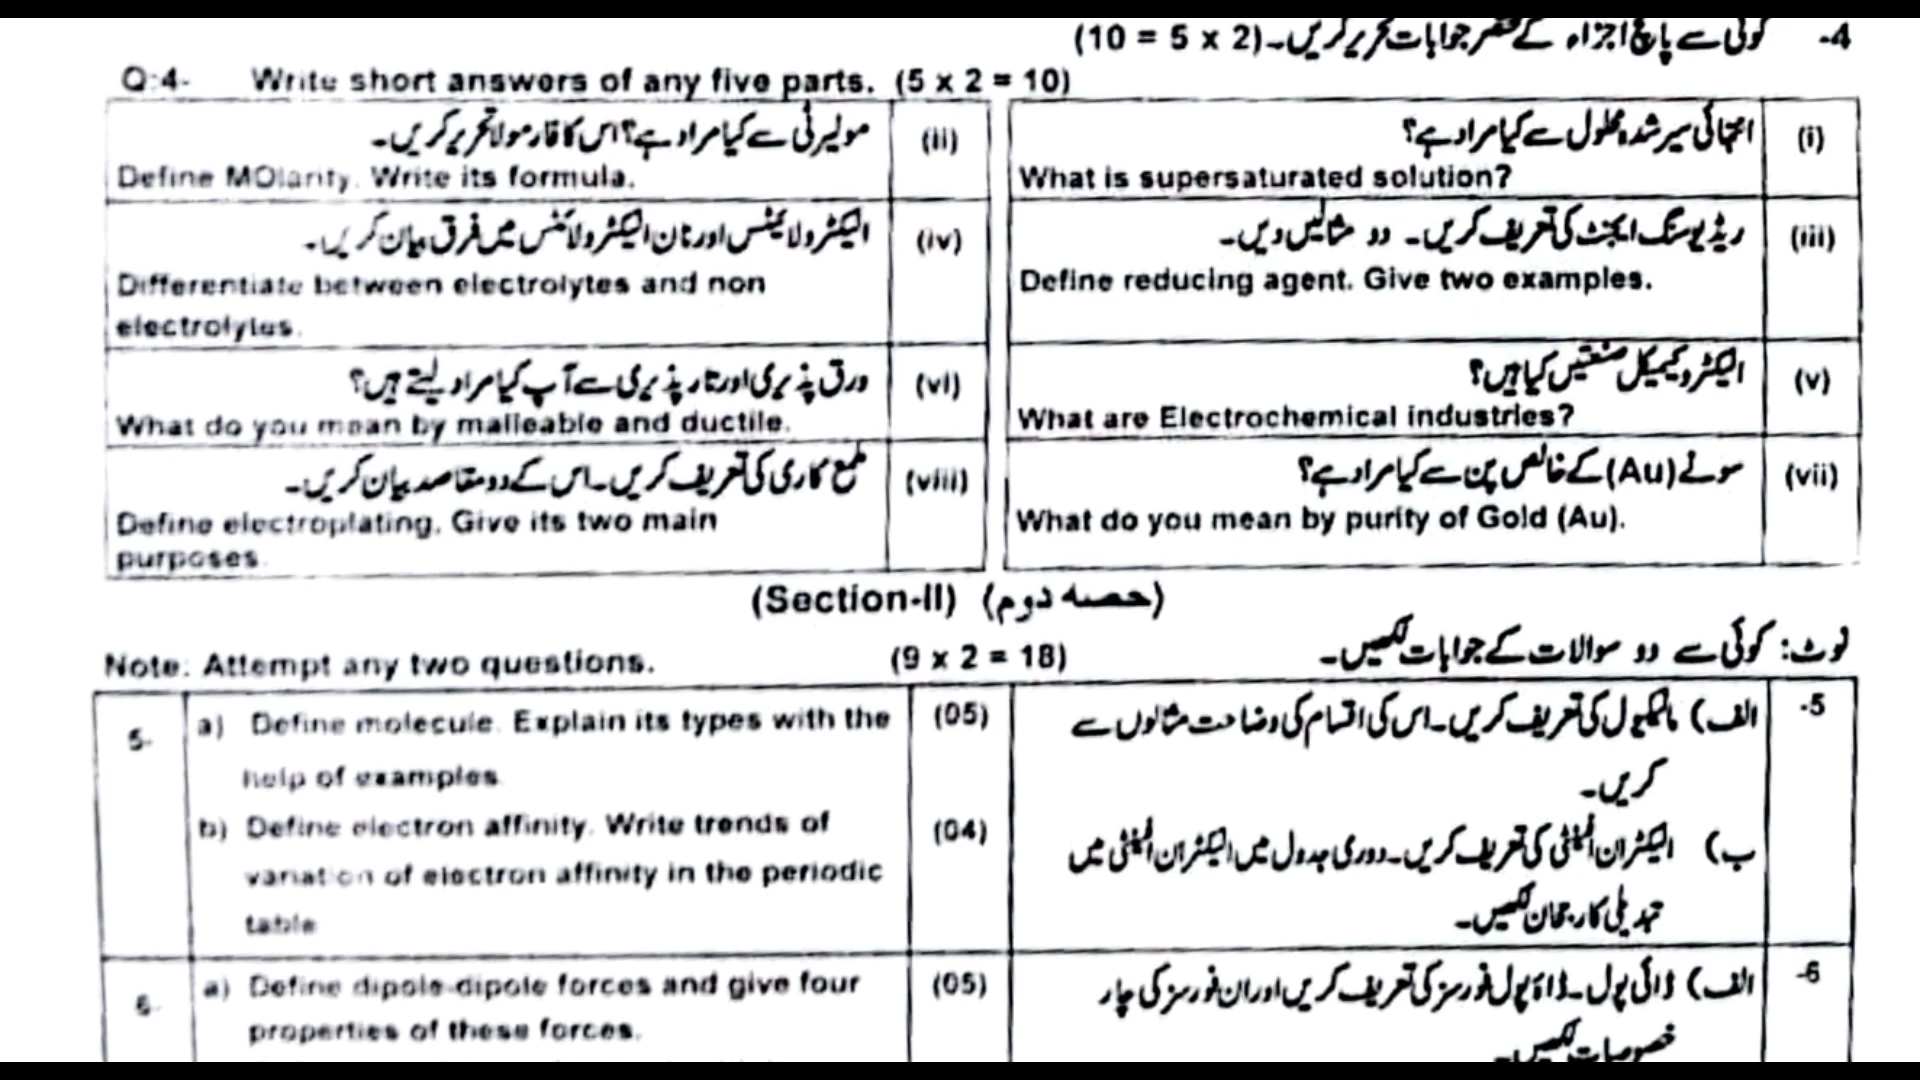 4- کوئی سے پانچ اجزاء کے مختصر جوابات تحریر کریں۔ (10 = 5 x 2)
Q:4- Write short answers of any five parts. (5 x 2 = 10)
(i) انتہائی سیر شدہ محلول سے کیا مراد ہے؟
What is supersaturated solution?
(ii) مولیرٹی سے کیا مراد ہے؟ اس کا فارمولا تحریر کریں۔
Define MOlarity. Write its formula.
(iii) ریڈیوسنگ ایجنٹ کی تعریف کریں۔ دو مثالیں دیں۔
Define reducing agent. Give two examples.
(iv) الیکٹرولائیٹس اور نان الیکٹرولائٹس میں فرق بیان کریں۔
Differentiate between electrolytes and non
electrolytes.
(v) الیکٹروکیمیکل صنعتیں کیا ہیں؟
What are Electrochemical industries?
(vi) ورق پذیری اور تار پذیری سے آپ کیا مراد لیتے ہیں؟
What do you mean by malleable and ductile.
(vii) سونے (Au) کے خالص پن سے کیا مراد ہے؟
What do you mean by purity of Gold (Au).
(viii) ملمع کاری کی تعریف کریں۔ اس کے دو مقاصد بیان کریں۔
Define electroplating. Give its two main
purposes.
(Section-II) (حصہ دوم)
Note: Attempt any two questions. (9 x 2 = 18) نوٹ: کوئی سے دو سوالات کے جوابات لکھیں۔
5- a) Define molecule. Explain its types with the (05)
help of examples.
b) Define electron affinity. Write trends of (04)
variation of electron affinity in the periodic
table
5- الف) مالیکیول کی تعریف کریں۔ اس کی اقسام کی وضاحت مثالوں سے
کریں۔
ب) الیکٹران افینٹی کی تعریف کریں۔ دوری جدول میں الیکٹران افینٹی میں
تبدیلی کا رجحان لکھیں۔
6- a) Define dipole-dipole forces and give four (05)
properties of these forces.
6- الف) ڈائی پول۔ڈائی پول فورسز کی تعریف کریں اور ان فورسز کی چار
خصوصیات لکھیں۔